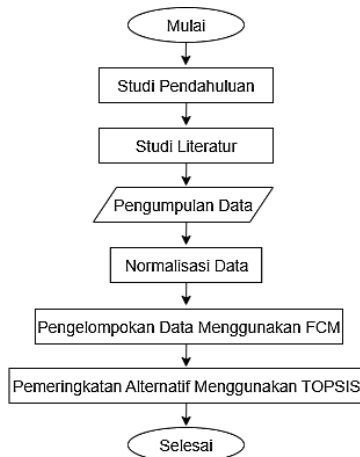 Mulai
Studi Pendahuluan
Studi Literatur
Pengumpulan Data
Normalisasi Data
Pengelompokan Data Menggunakan FCM
Pemeringkatan Alternatif Menggunakan TOPSIS
Selesai